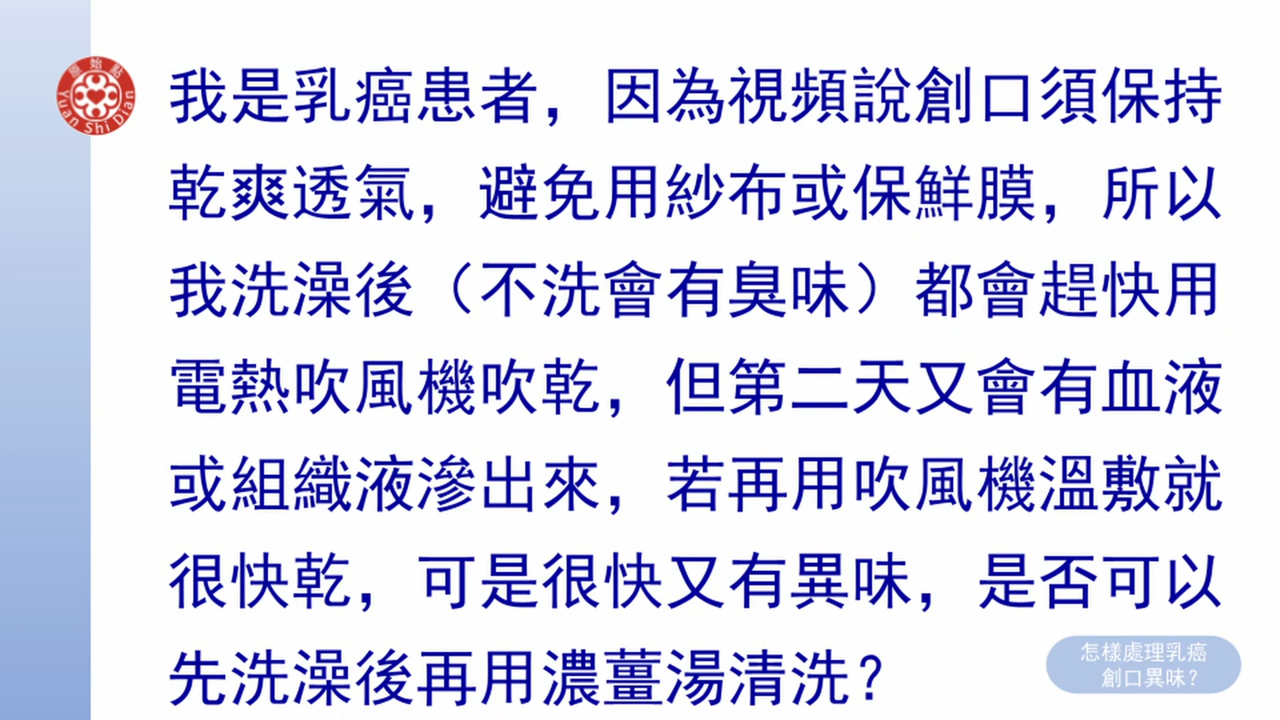 原始點
Yuan Shi Dian
我是乳癌患者，因為視頻說創口須保持
乾爽透氣，避免用紗布或保鮮膜，所以
我洗澡後（不洗會有臭味）都會趕快用
電熱吹風機吹乾，但第二天又會有血液
或組織液滲出來，若再用吹風機溫敷就
很快乾，可是很快又有異味，是否可以
先洗澡後再用濃薑湯清洗？
怎樣處理乳癌
創口異味？